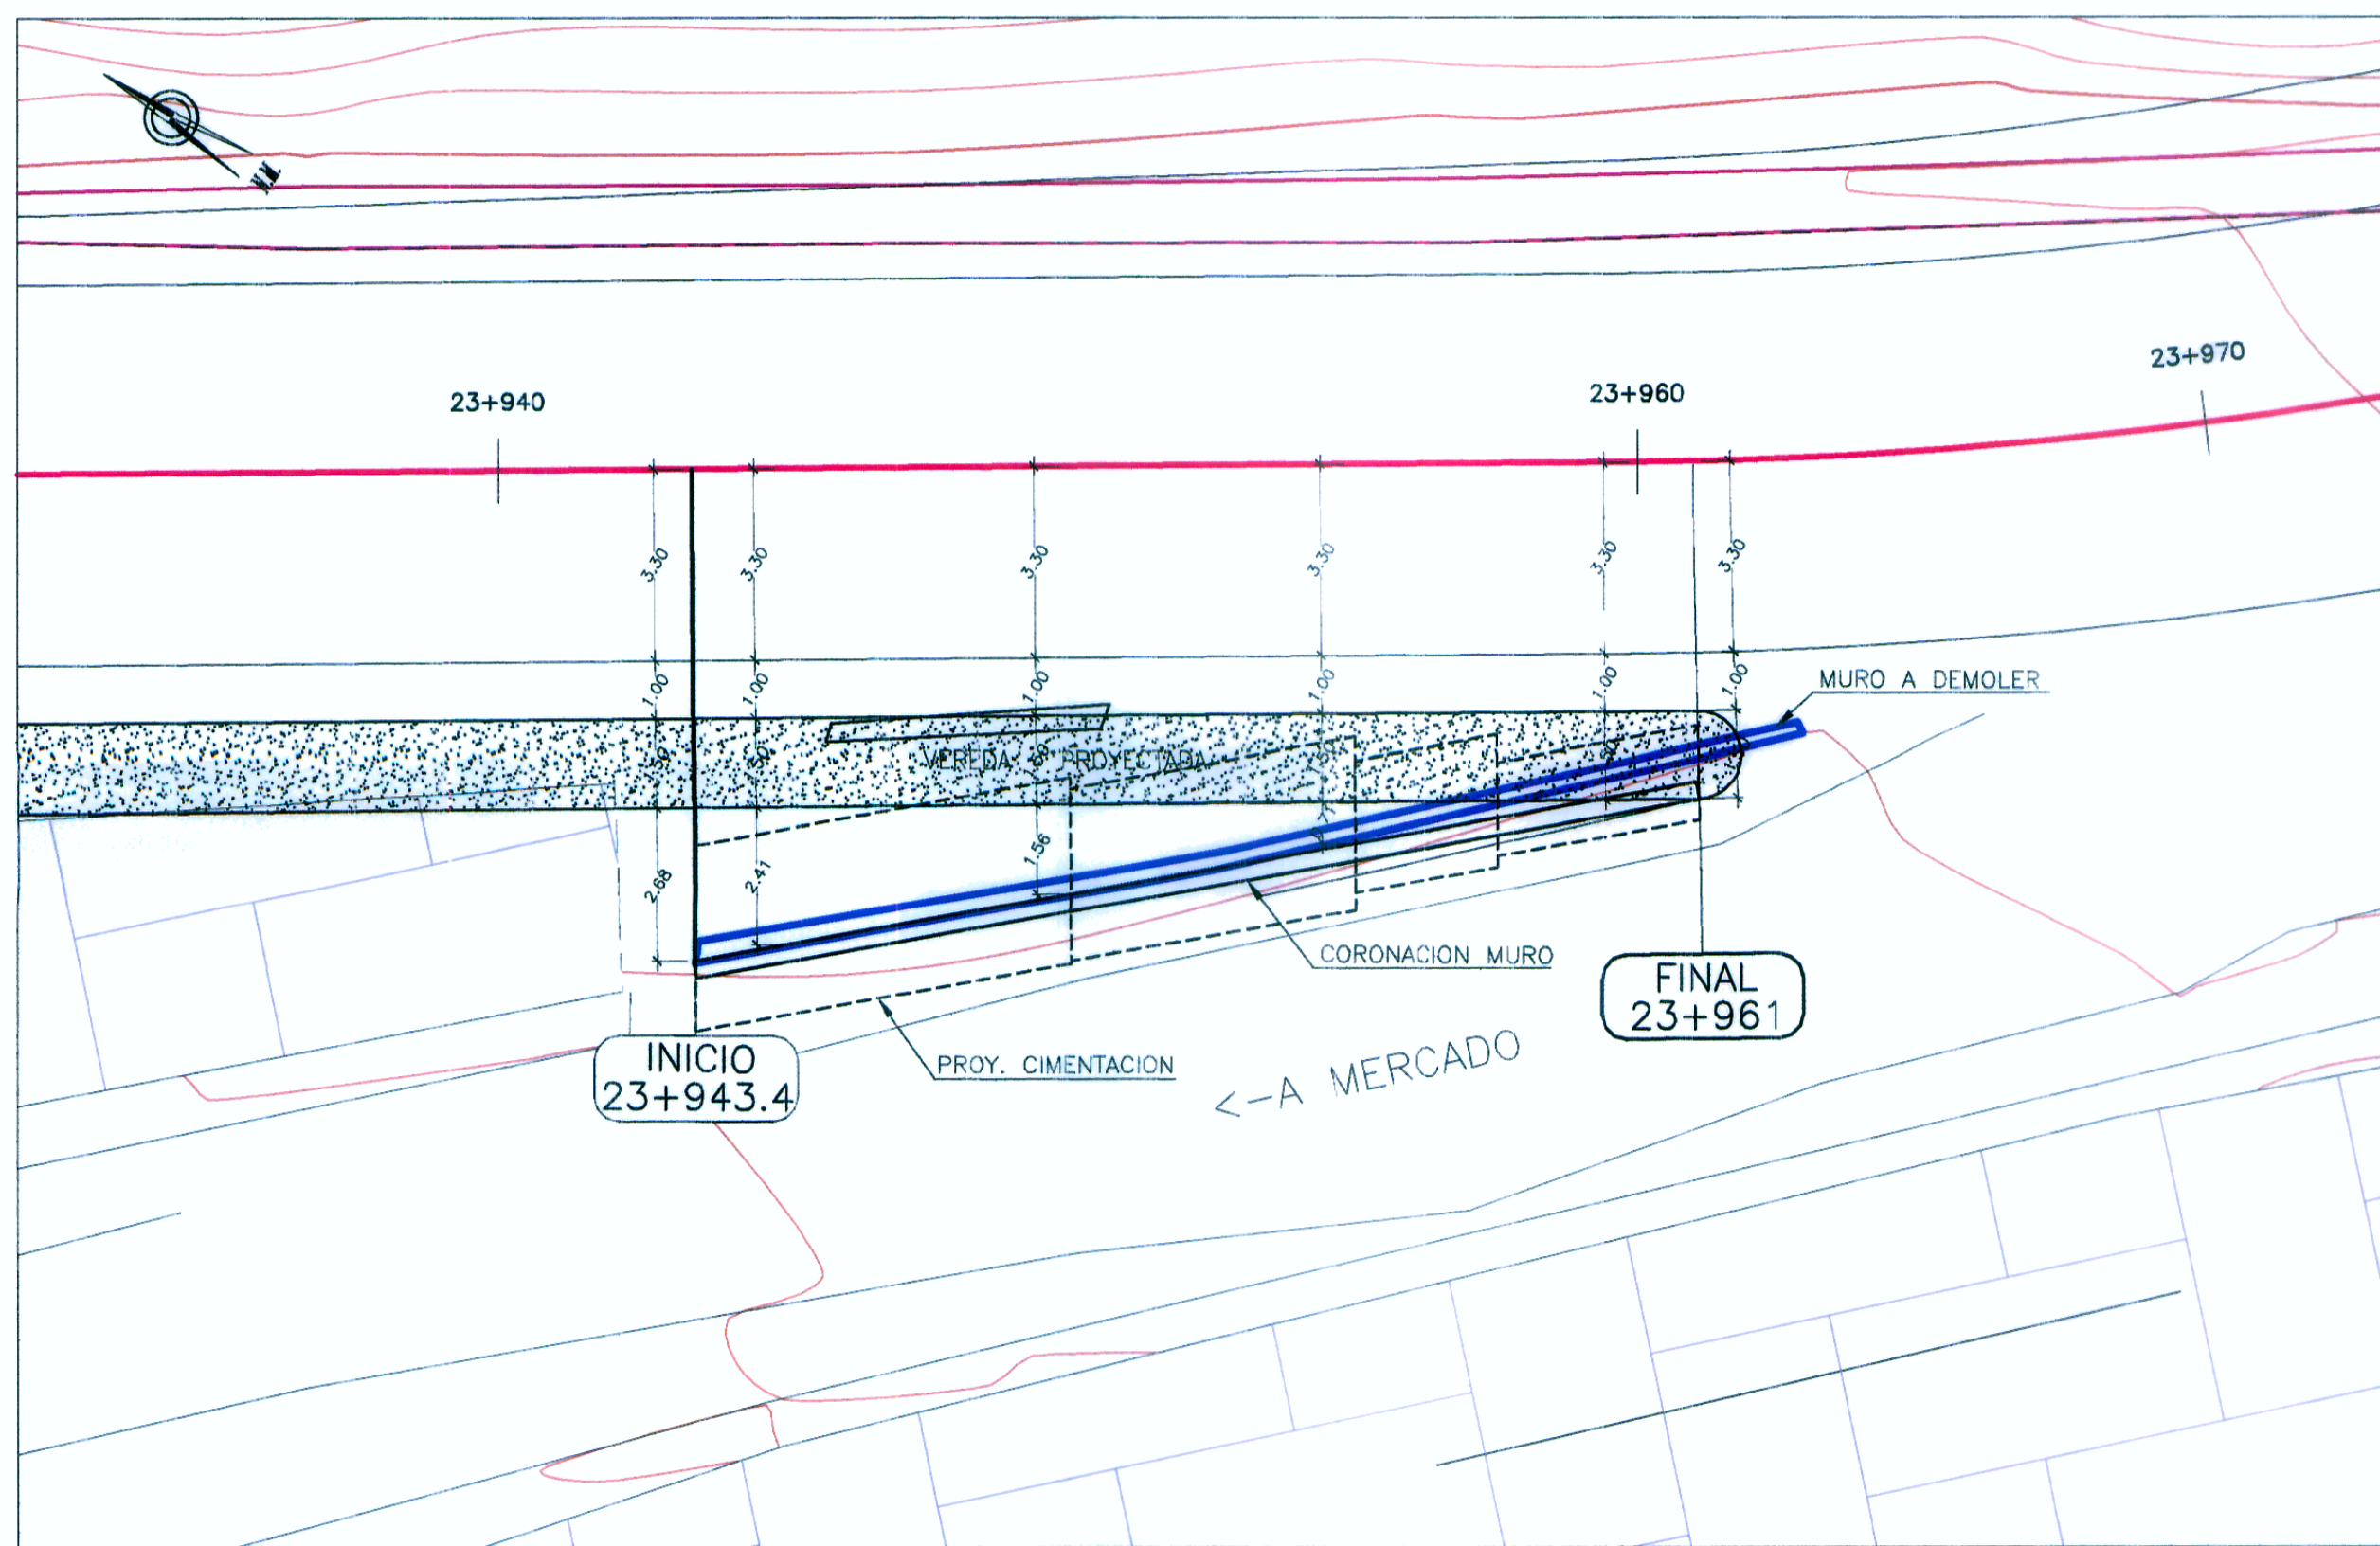 N.M.
23+940
23+960
23+970
3.30
3.30
3.30
3.30
3.30
3.30
1.00
1.00
1.00
1.00
1.00
1.00
MURO A DEMOLER
VEREDA PROYECTADA
1.56
2.41
2.68
CORONACION MURO
FINAL
23+961
INICIO
23+943.4
PROY. CIMENTACION
<-A MERCADO